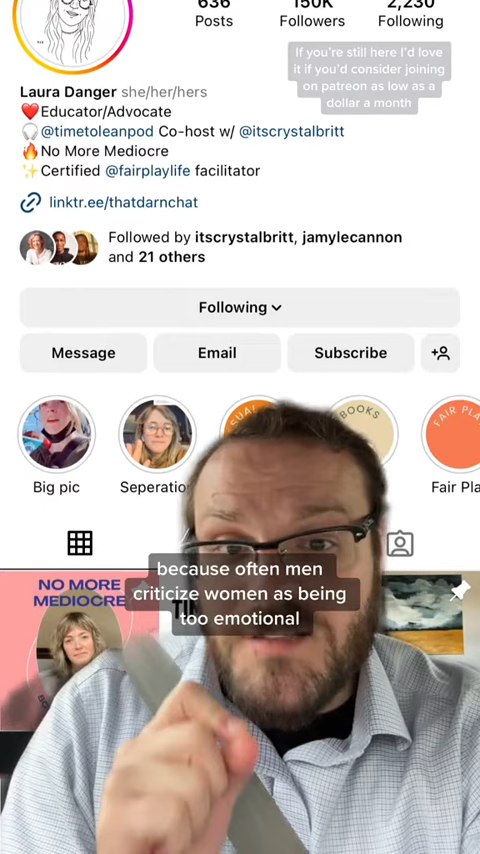 636
150K
2,230
Posts
Followers
Following
If you're still here I'd love
it if you'd consider joining
on patreon as low as a
dollar a month
Laura Danger she/her/hers
❤️Educator/Advocate
🎧@timetoleanpod Co-host w/ @itscrystalbritt
🔥No More Mediocre
✨Certified @fairplaylife facilitator
linktr.ee/thatdarnchat
Followed by itscrystalbritt, jamylecannon
and 21 others
Following
Message
Email
Subscribe
BOOKS
FAIR PLA
Big pic
Seperatio
Fair Pla
NO MORE
MEDIOCRE
because often men
criticize women as being
too emotional